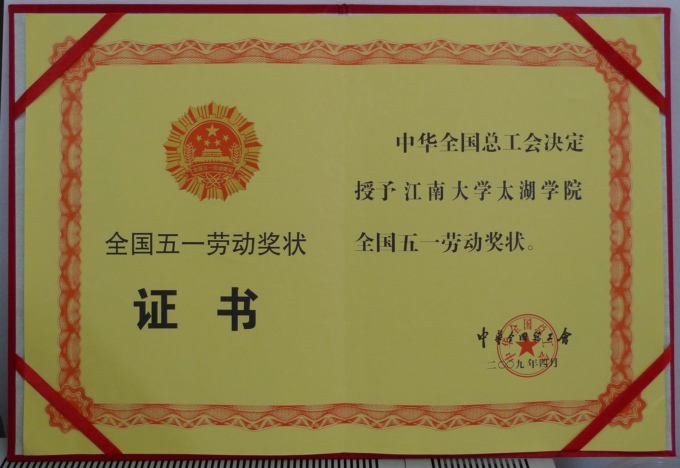 全国五一劳动奖状
证书
中华全国总工会决定
授予江南大学太湖学院
全国五一劳动奖状。
中华全国总工會
二〇〇九年四月